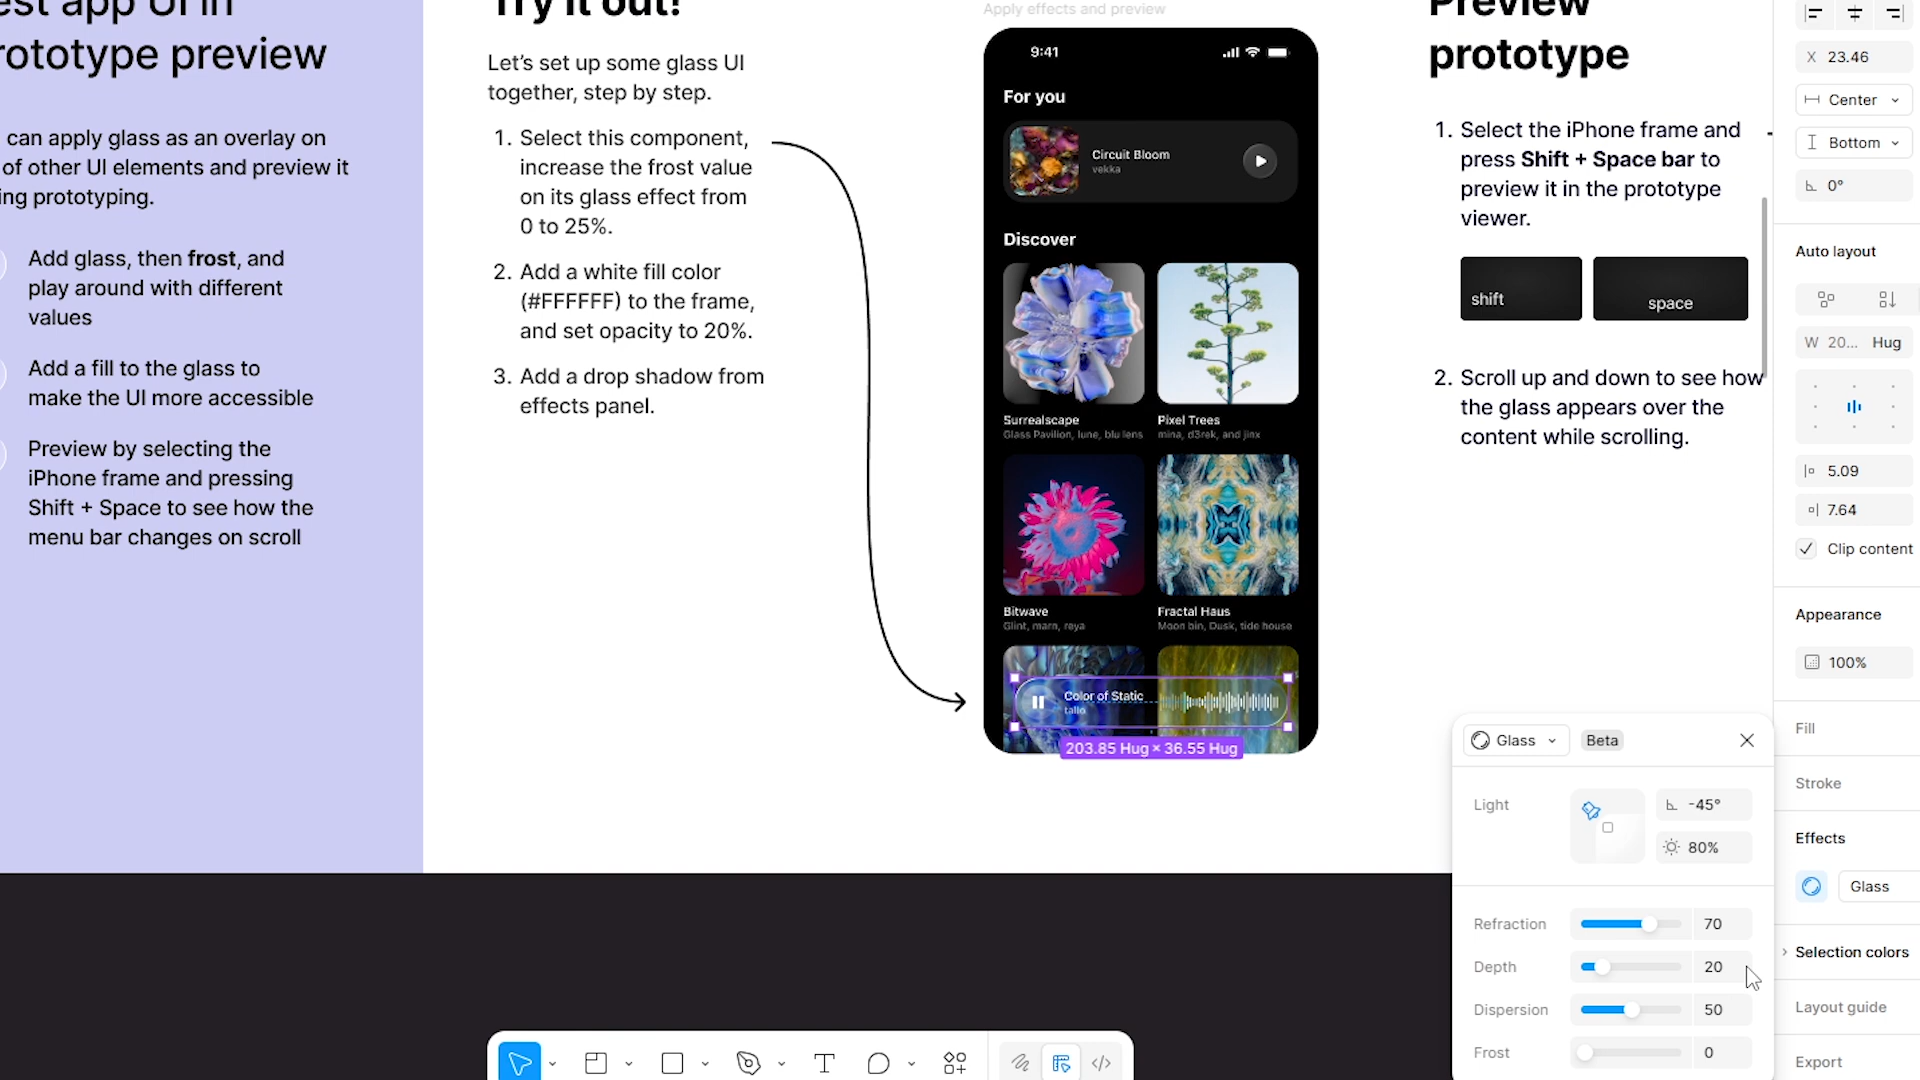 est app UI in
rototype preview
can apply glass as an overlay on
of other UI elements and preview it
ing prototyping.
Add glass, then frost, and
play around with different
values
Add a fill to the glass to
make the UI more accessible
Preview by selecting the
iPhone frame and pressing
Shift + Space to see how the
menu bar changes on scroll
Try it out!
Let's set up some glass UI
together, step by step.
1. Select this component,
increase the frost value
on its glass effect from
0 to 25%.
2. Add a white fill color
(#FFFFFF) to the frame,
and set opacity to 20%.
3. Add a drop shadow from
effects panel.
Apply effects and preview
9:41
For you
Circuit Bloom
vekka
Discover
Surrealscape
Glass Pavilion, lune, blu lens
Pixel Trees
mina, d3rek, and jinx
Bitwave
Glint, marn, reya
Fractal Haus
Moon bin, Dusk, tide house
Color of Static
tallo
203.85 Hug × 36.55 Hug
Preview
prototype
1. Select the iPhone frame and
press Shift + Space bar to
preview it in the prototype
viewer.
shift
space
2. Scroll up and down to see how
the glass appears over the
content while scrolling.
X 23.46
Center
Bottom
0°
Auto layout
W 20... Hug
5.09
7.64
Clip content
Appearance
100%
Fill
Stroke
Effects
Glass
Selection colors
Layout guide
Export
Glass Beta
Light
-45°
80%
Refraction 70
Depth 20
Dispersion 50
Frost 0